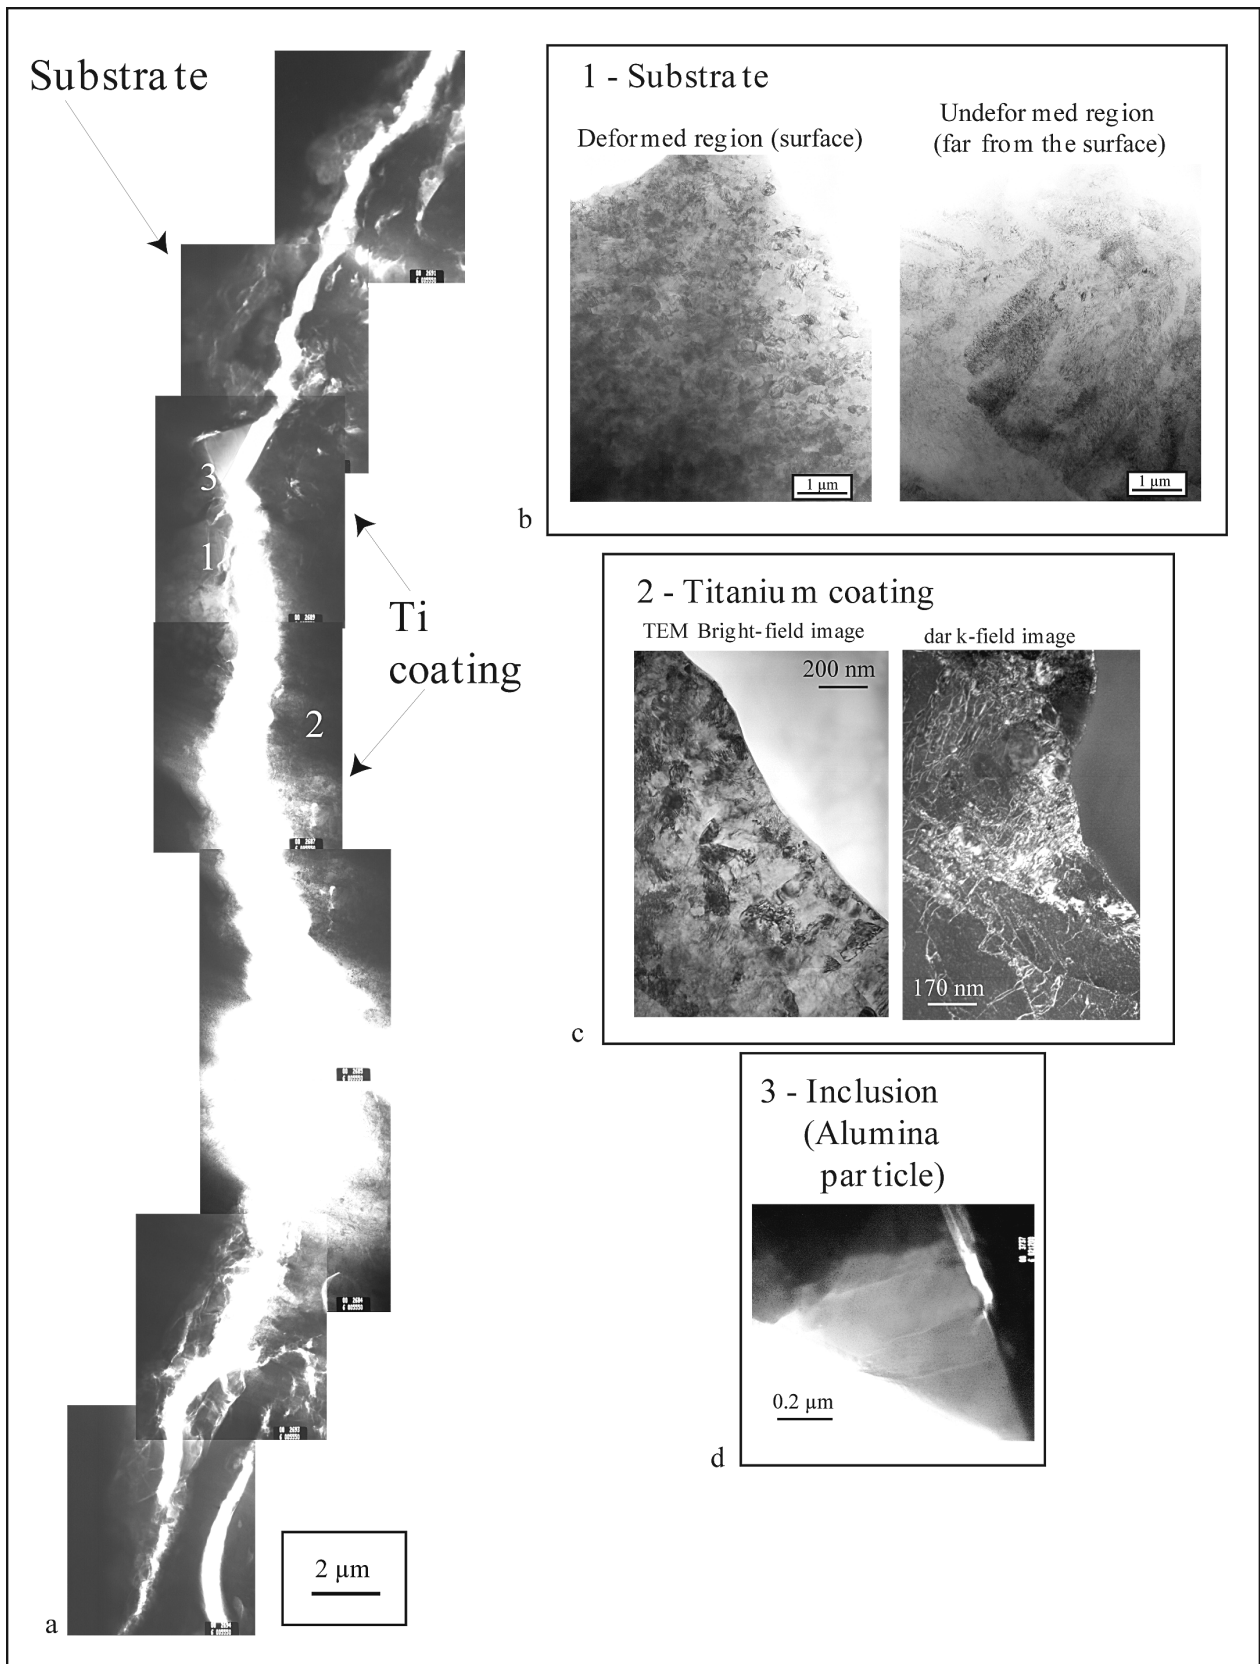 Substrate
3
1
Ti
coating
2
2 µm
a
1 - Substrate
Deformed region (surface)
Undeformed region
(far from the surface)
1 µm
1 µm
b
2 - Titanium coating
TEM Bright-field image
dark-field image
200 nm
170 nm
c
3 - Inclusion
(Alumina
particle)
0.2 µm
d